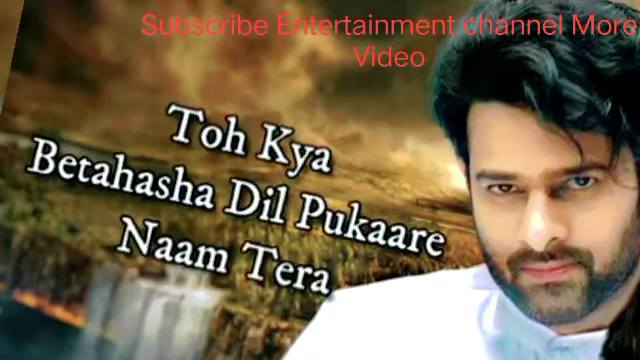 Subscribe Entertainment channel More
Video
Toh Kya
Betahasha Dil Pukaare
Naam Tera